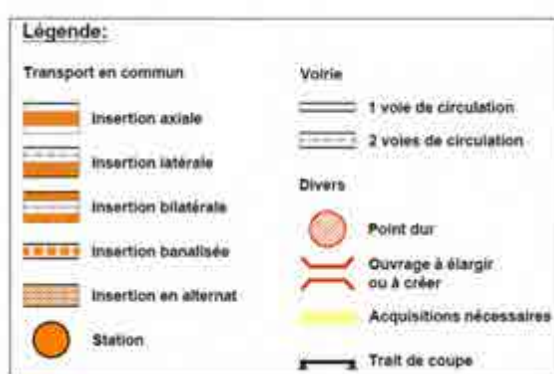 Légende:
Transport en commun
Insertion axiale
Insertion latérale
Insertion bilatérale
Insertion banalisée
Insertion en alternat
Station
Voirie
1 voie de circulation
2 voies de circulation
Divers
Point dur
Ouvrage à élargir
ou à créer
Acquisitions nécessaires
Trait de coupe